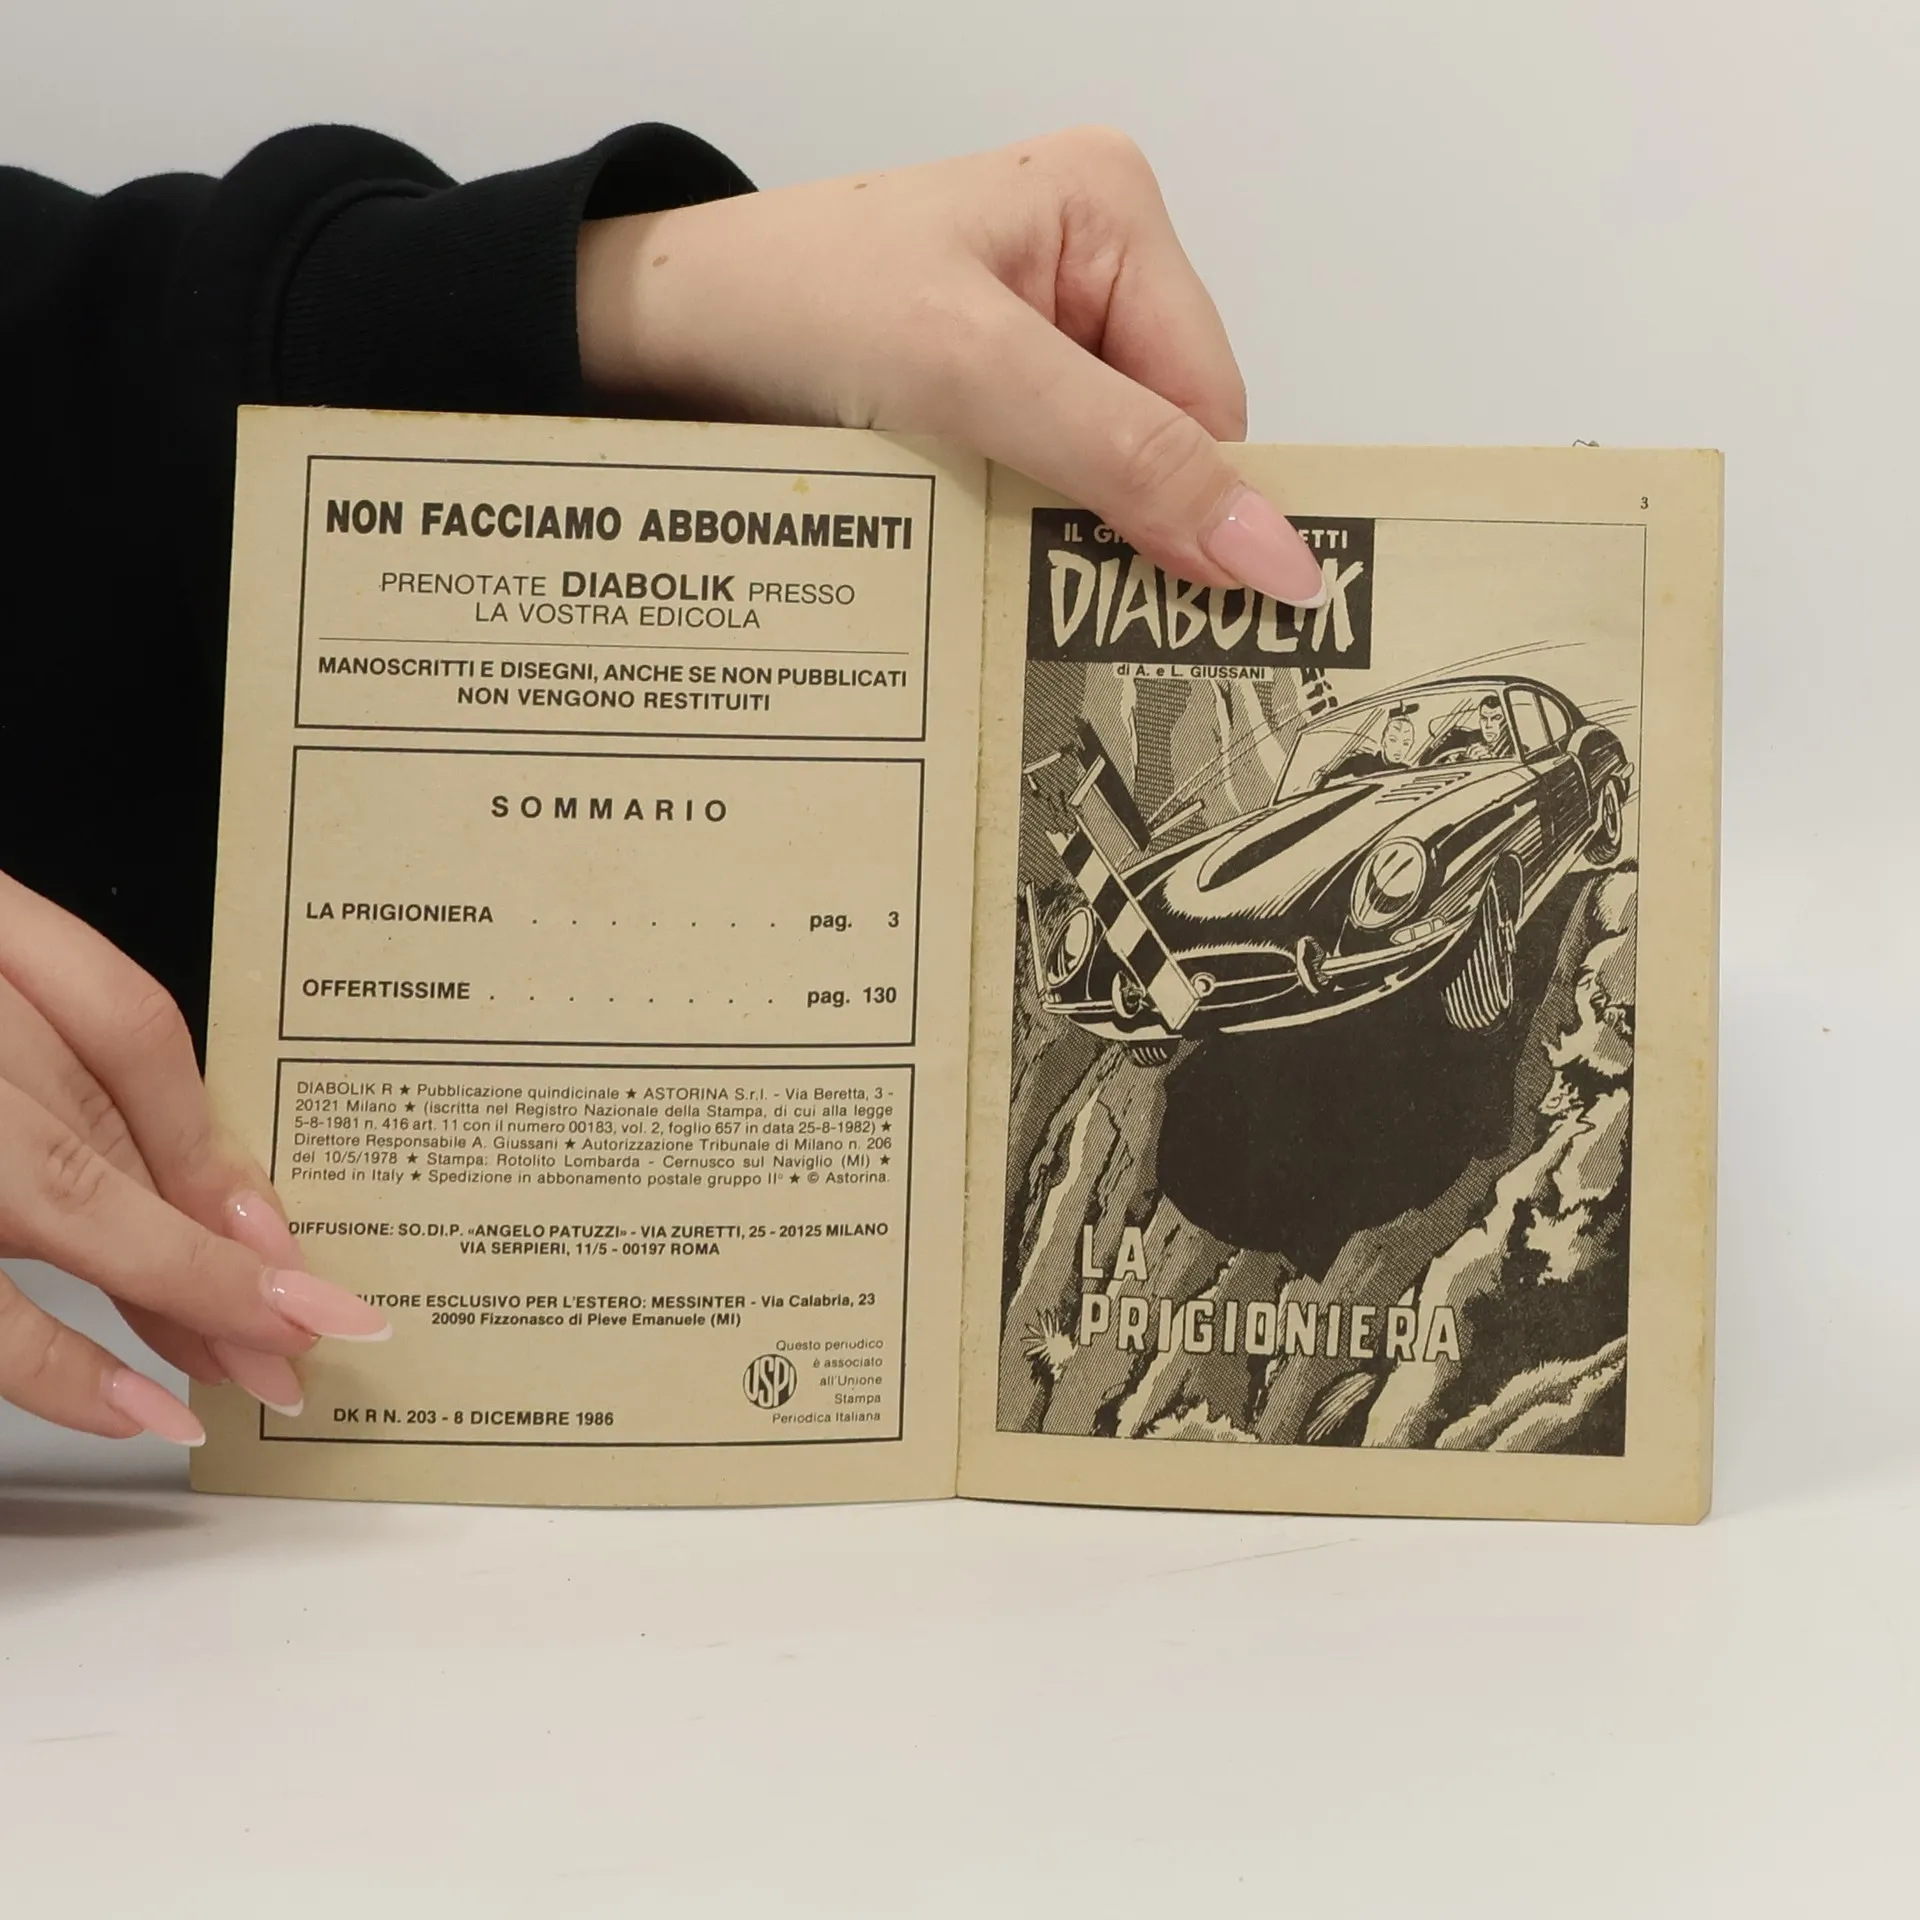 NON FACCIAMO ABBONAMENTI
PRENOTATE DIABOLIK PRESSO
LA VOSTRA EDICOLA
MANOSCRITTI E DISEGNI, ANCHE SE NON PUBBLICATI
NON VENGONO RESTITUITI
SOMMARIO
LA PRIGIONIERA . . . . . . . pag. 3
OFFERTISSIME . . . . . . . . pag. 130
DIABOLIK R ★ Pubblicazione quindicinale ★ ASTORINA S.r.l. - Via Beretta, 3 -
20121 Milano ★ (iscritta nel Registro Nazionale della Stampa, di cui alla legge
5-8-1981 n. 416 art. 11 con il numero 00183, vol. 2, foglio 657 in data 25-8-1982) ★
Direttore Responsabile A. Giussani ★ Autorizzazione Tribunale di Milano n. 206
del 10/5/1978 ★ Stampa: Rotolito Lombarda - Cernusco sul Naviglio (MI) ★
Printed in Italy ★ Spedizione in abbonamento postale gruppo IIº ★ © Astorina.
DIFFUSIONE: SO.DI.P. «ANGELO PATUZZI» - VIA ZURETTI, 25 - 20125 MILANO
VIA SERPIERI, 11/5 - 00197 ROMA
ESCLUSIVO PER L'ESTERO: MESSINTER - Via Calabria, 23
20090 Fizzonasco di Pieve Emanuele (MI)
Questo periodico
è associato
all'Unione
Stampa
Periodica Italiana
USPI
DK R N. 203 - 8 DICEMBRE 1986
3
IL
DIABOLIK
di A. e L. GIUSSANI
LA
PRIGIONIERA